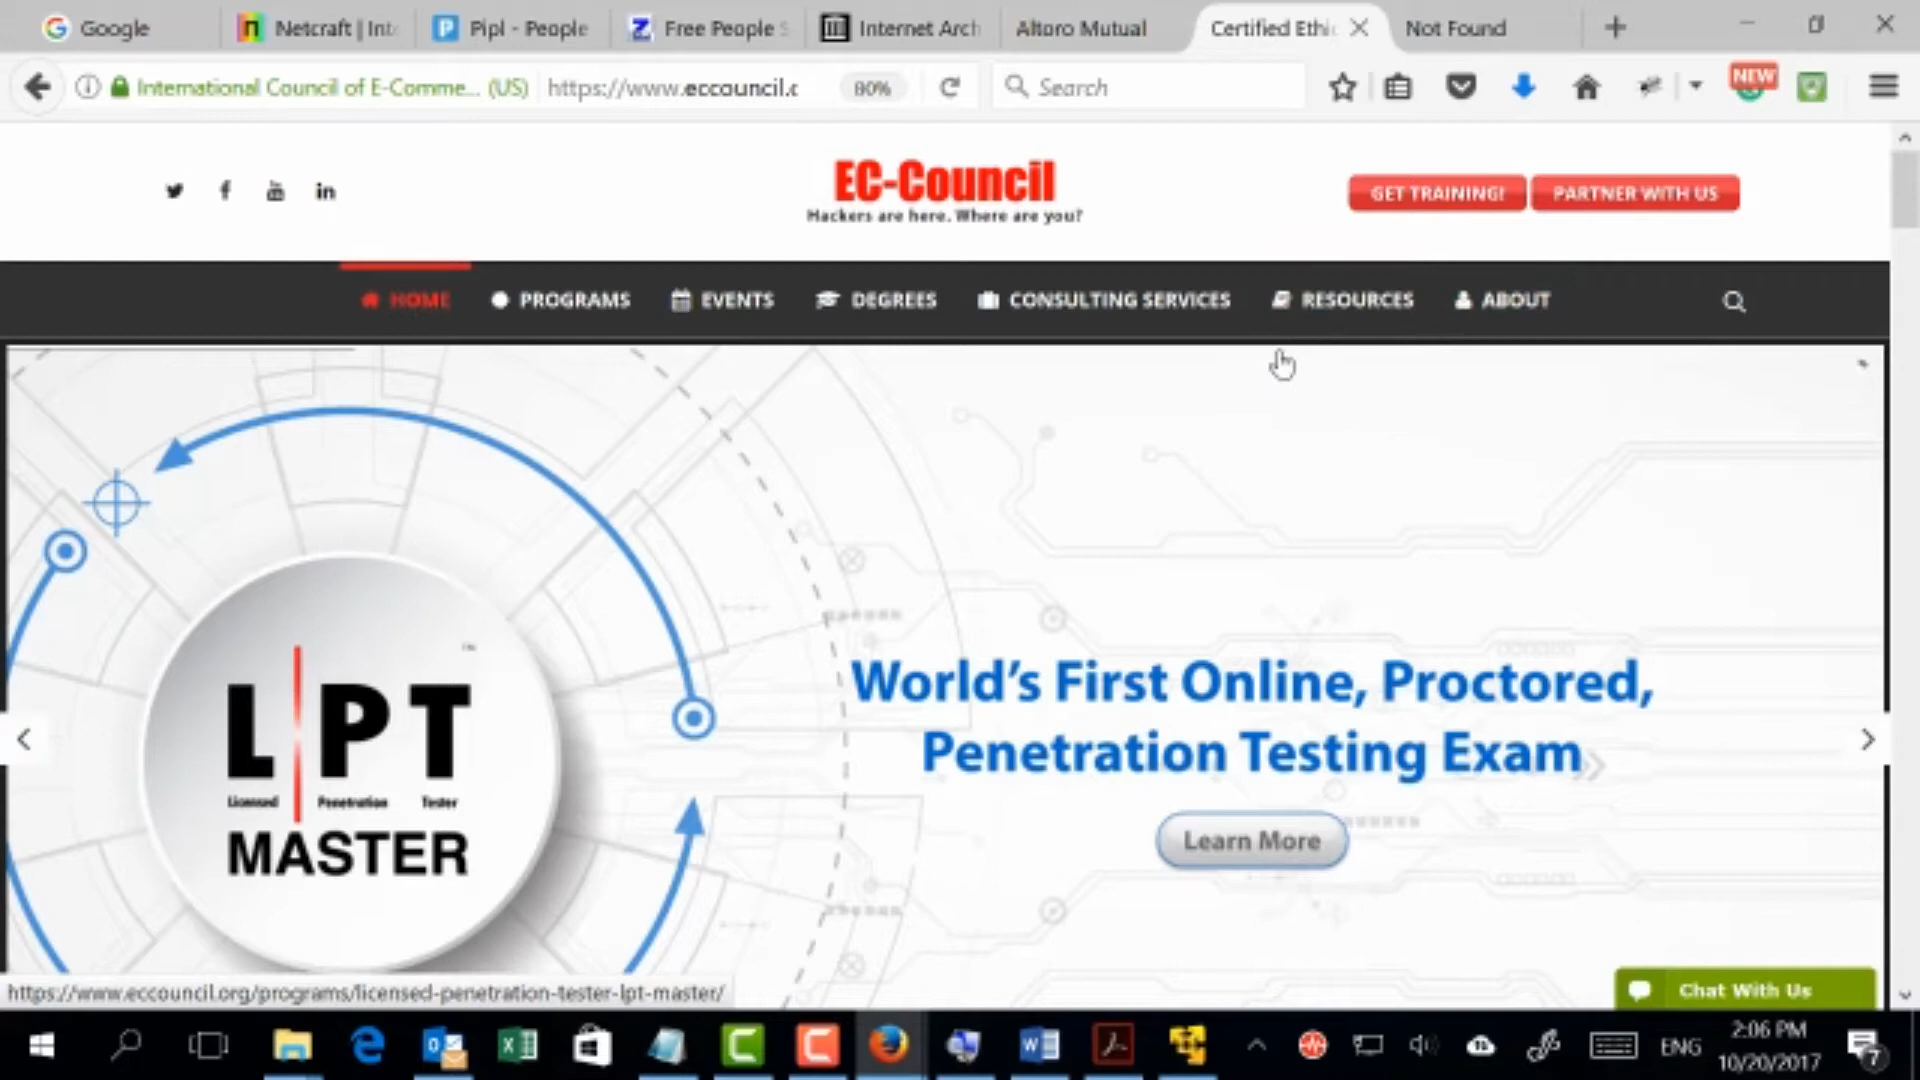 Google
Netcraft | Int
Pipl - People
Free People S
Internet Arch
Altoro Mutual
Certified Ethi
Not Found
International Council of E-Comme... (US)
https://www.eccouncil.c
80%
Search
NEW
EC-Council
Hackers are here. Where are you?
GET TRAINING!
PARTNER WITH US
HOME
PROGRAMS
EVENTS
DEGREES
CONSULTING SERVICES
RESOURCES
ABOUT
LPT
TM
Licensed Penetration Tester
MASTER
World's First Online, Proctored,
Penetration Testing Exam
Learn More
https://www.eccouncil.org/programs/licensed-penetration-tester-lpt-master/
Chat With Us
ENG
2:06 PM
10/20/2017
7